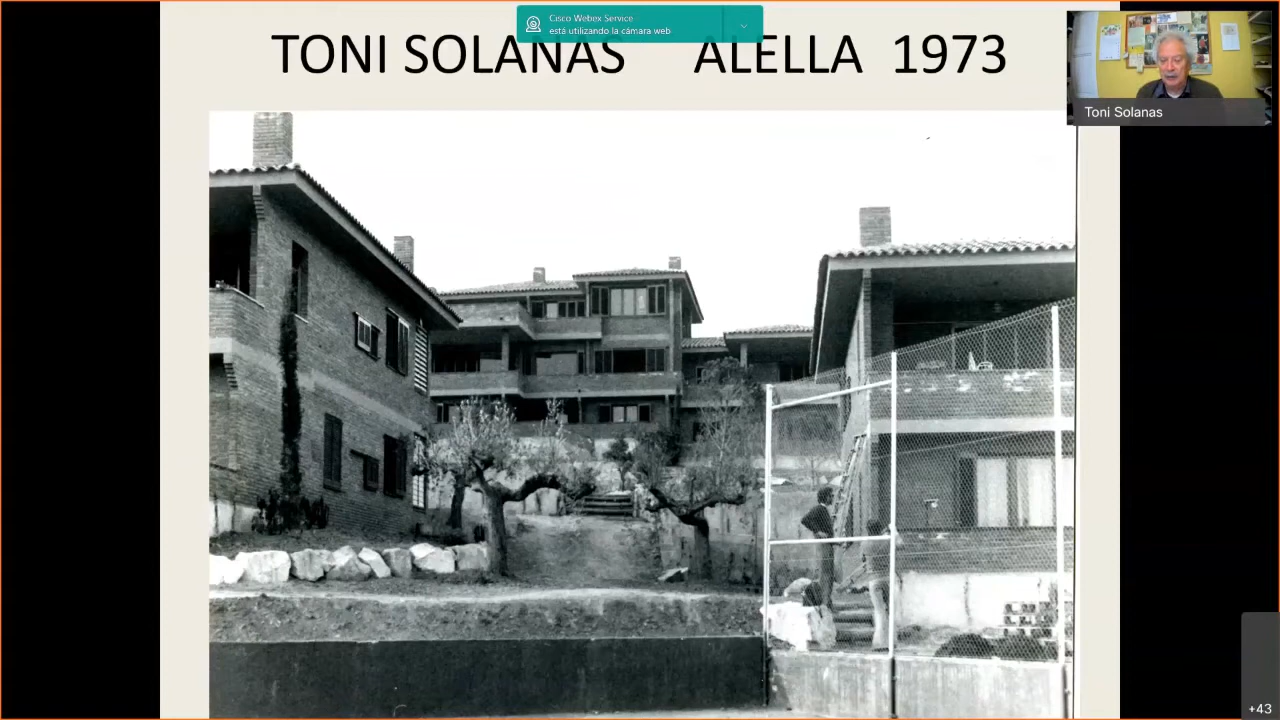 Cisco Webex Service
está utilizando la cámara web
TONI SOLANAS ALELLA 1973
Toni Solanas
+43